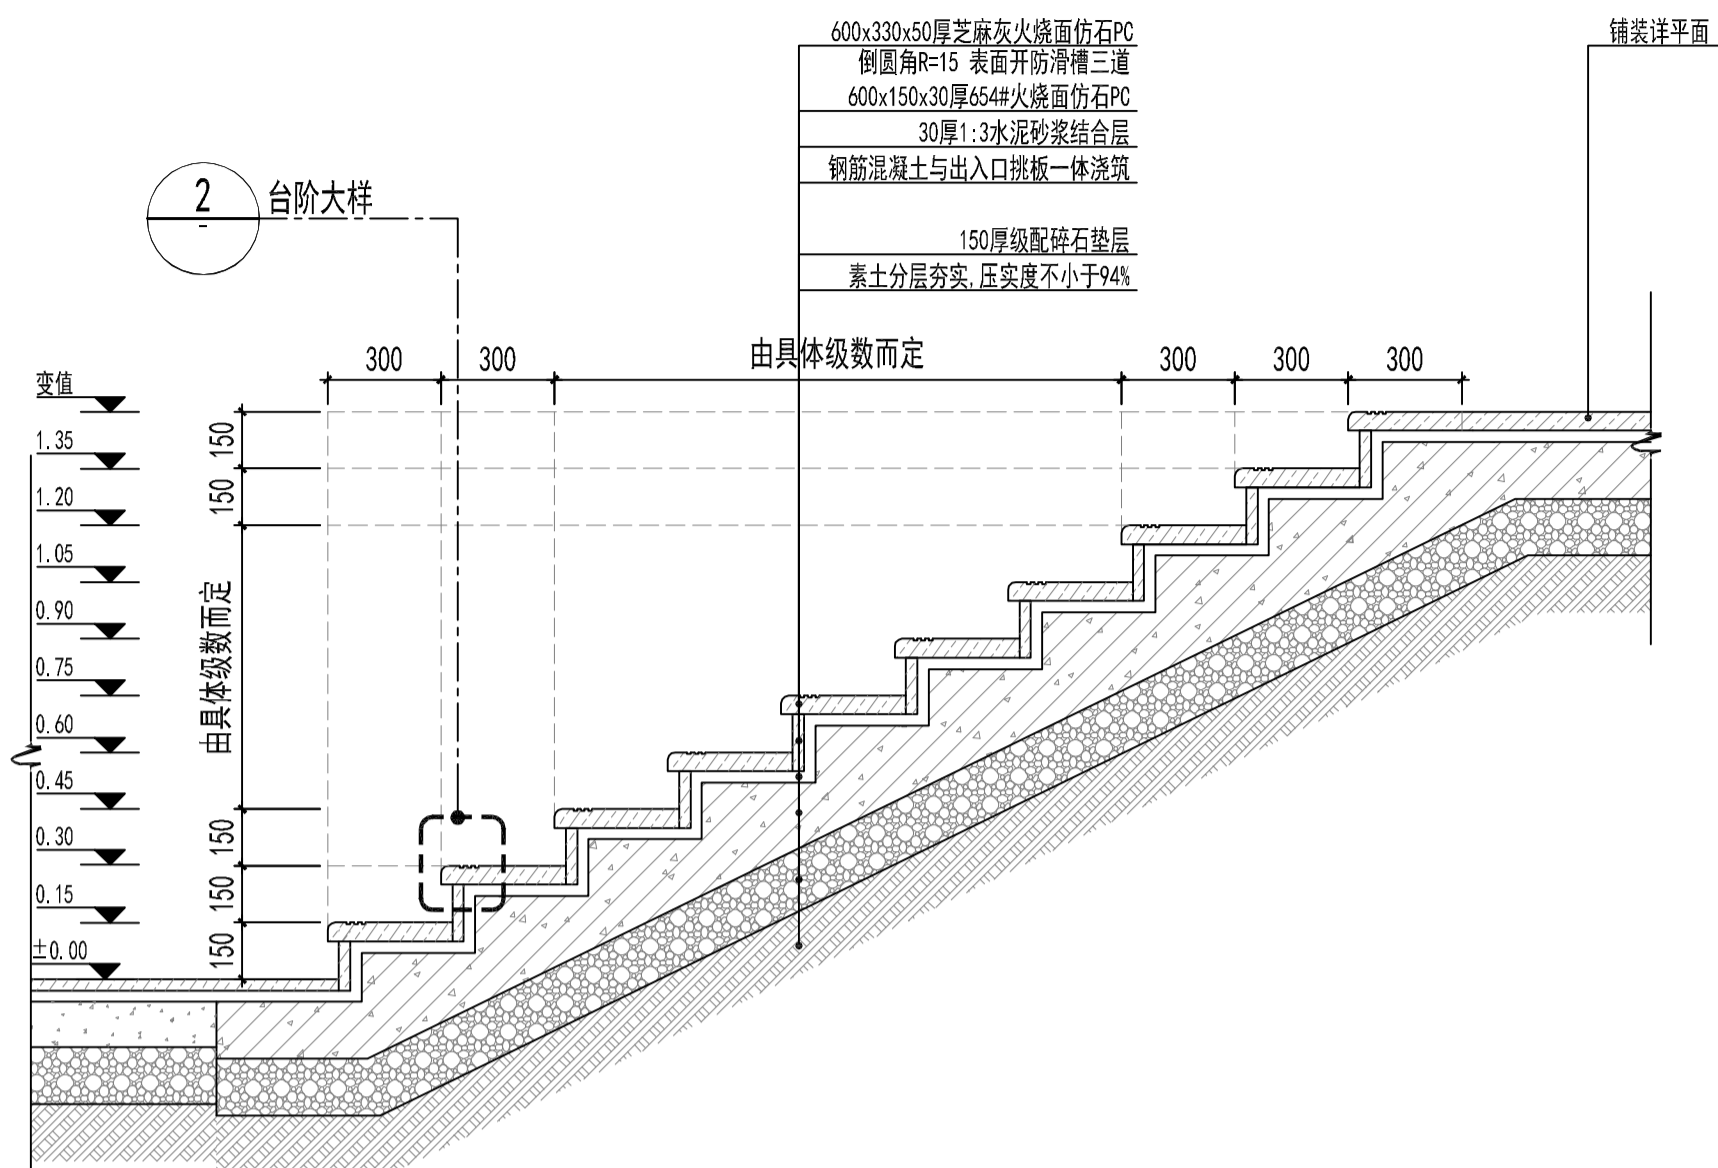 600x330x50厚芝麻灰火烧面仿石PC
倒圆角R=15 表面开防滑槽三道
600x150x30厚654#火烧面仿石PC
30厚1:3水泥砂浆结合层
钢筋混凝土与出入口挑板一体浇筑
150厚级配碎石垫层
素土分层夯实,压实度不小于94%
铺装详平面
2
-
台阶大样
300
300
由具体级数而定
300
300
300
变值
1.35
1.20
1.05
0.90
0.75
0.60
0.45
0.30
0.15
±0.00
150
150
由具体级数而定
150
150
150